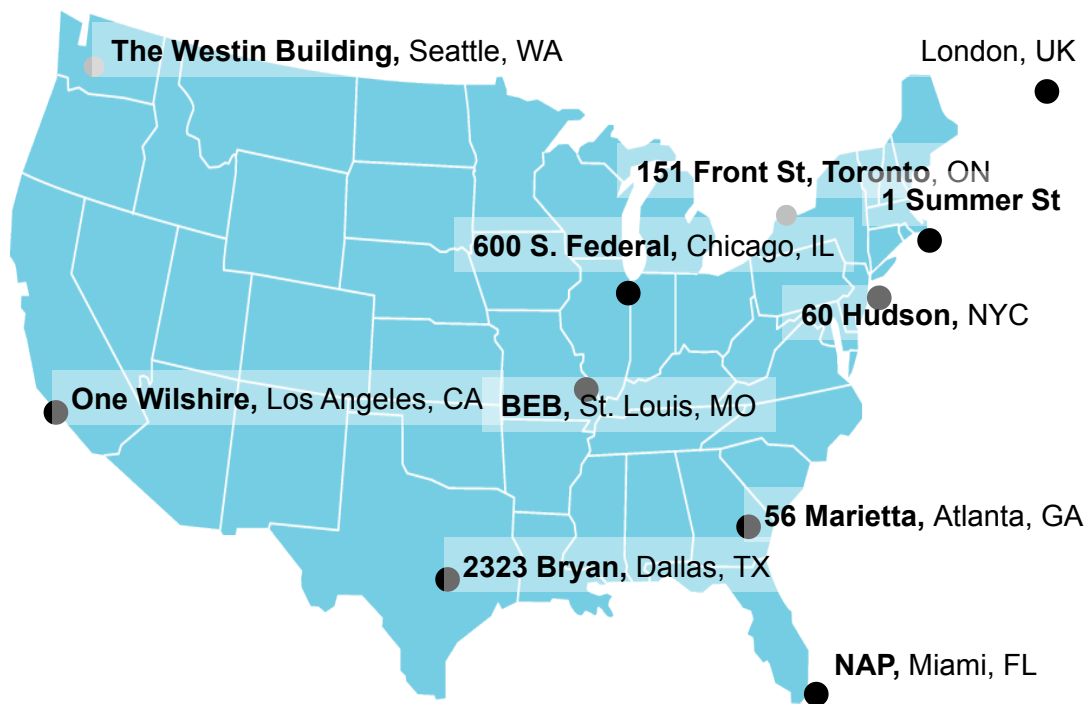 The Westin Building, Seattle, WA
London, UK
151 Front St, Toronto, ON
1 Summer St
600 S. Federal, Chicago, IL
60 Hudson, NYC
One Wilshire, Los Angeles, CA
BEB, St. Louis, MO
56 Marietta, Atlanta, GA
2323 Bryan, Dallas, TX
NAP, Miami, FL